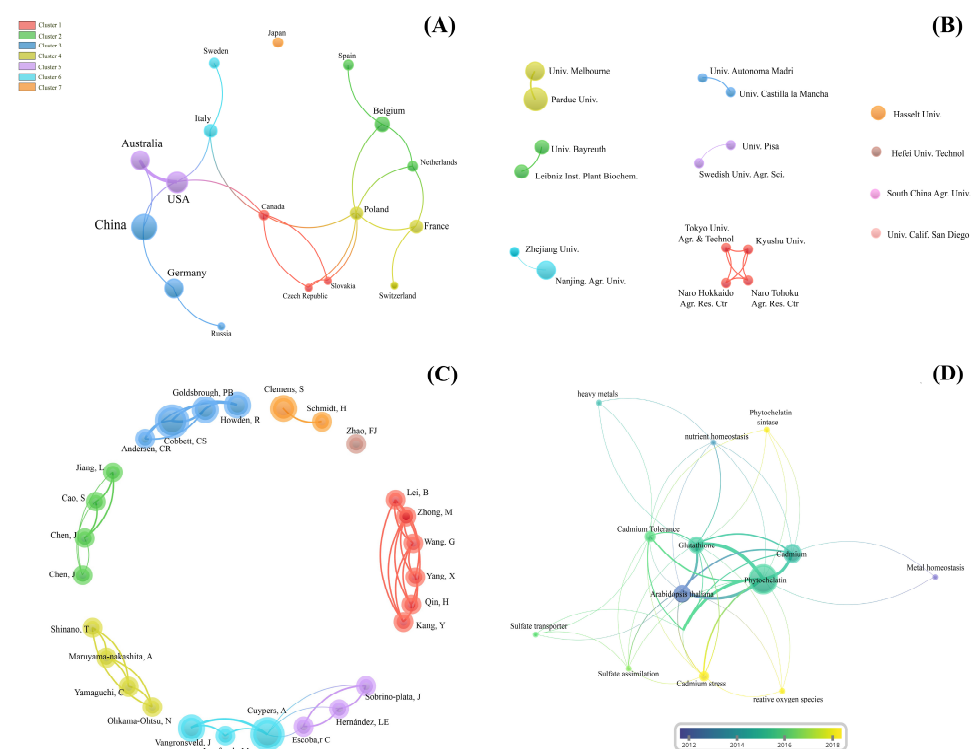 (A)
Cluster 1
Cluster 2
Cluster 3
Cluster 4
Cluster 5
Cluster 6
Cluster 7
Japan
Sweden
Spain
Italy
Belgium
Australia
Netherlands
USA
Canada
Poland
China
France
Germany
Slovakia
Czech Republic
Switzerland
Russia
(B)
Univ. Melbourne
Pardue Univ.
Univ. Autonoma Madri
Univ. Castilla la Mancha
Hasselt Univ.
Univ. Bayreuth
Leibniz Inst. Plant Biochem.
Univ. Pisa
Swedish Univ. Agr. Sci.
Hefei Univ. Technol
South China Agr. Univ
Univ. Calif. San Diego
Zhejiang Univ.
Nanjing. Agr. Univ.
Tokyo Univ.
Agr. & Technol
Kyushu Univ.
Naro Hokkaido
Agr. Res. Ctr
Naro Tohoku
Agr. Res. Ctr
(C)
Goldsbrough, PB
Howden, R
Cobbett, CS
Andersen, CR
Clemens, S
Schmidt, H
Zhao, FJ
Jiang, L
Cao, S
Chen, J
Chen, J
Lei, B
Zhong, M
Wang, G
Yang, X
Qin, H
Kang, Y
Shinano, T
Maruyama-nakashita, A
Yamaguchi, C
Ohkama-Ohtsu, N
Cuypers, A
Vangronsveld, J
Sobrino-plata, J
Hernández, LE
Escoba,r C
(D)
heavy metals
Phytochelatin
sintase
nutrient homeostasis
Cadmium Tolerance
Glutathione
Cadmium
Phytochelatin
Metal homeostasis
Arabidopsis thaliana
Sulfate transporter
Sulfate assimilation
Cadmium stress
reative oxygen species
2012
2014
2016
2018